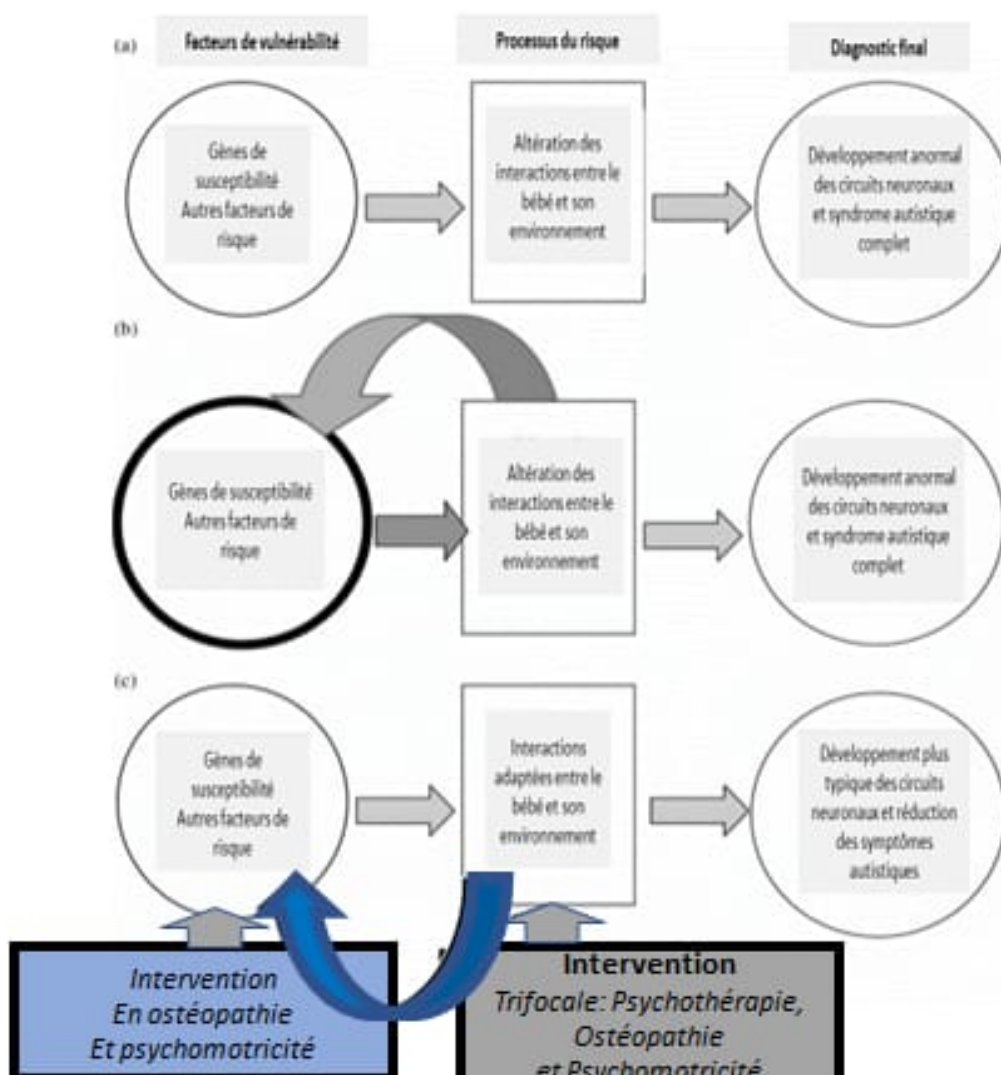 (a)
Facteurs de vulnérabilité
Processus du risque
Diagnostic final
Gènes de
susceptibilité
Autres facteurs de
risque
Altération des
interactions entre le
bébé et son
environnement
Développement anormal
des circuits neuronaux
et syndrome autistique
complet
(b)
Gènes de susceptibilité
Autres facteurs de
risque
Altération des
interactions entre le
bébé et son
environnement
Développement anormal
des circuits neuronaux
et syndrome autistique
complet
(c)
Gènes de
susceptibilité
Autres facteurs de
risque
Interactions
adaptées entre le
bébé et son
environnement
Développement plus
typique des circuits
neuronaux et réduction
des symptômes
autistiques
Intervention
En ostéopathie
Et psychomotricité
Intervention
Trifocale: Psychothérapie,
Ostéopathie
et Psychomotricité